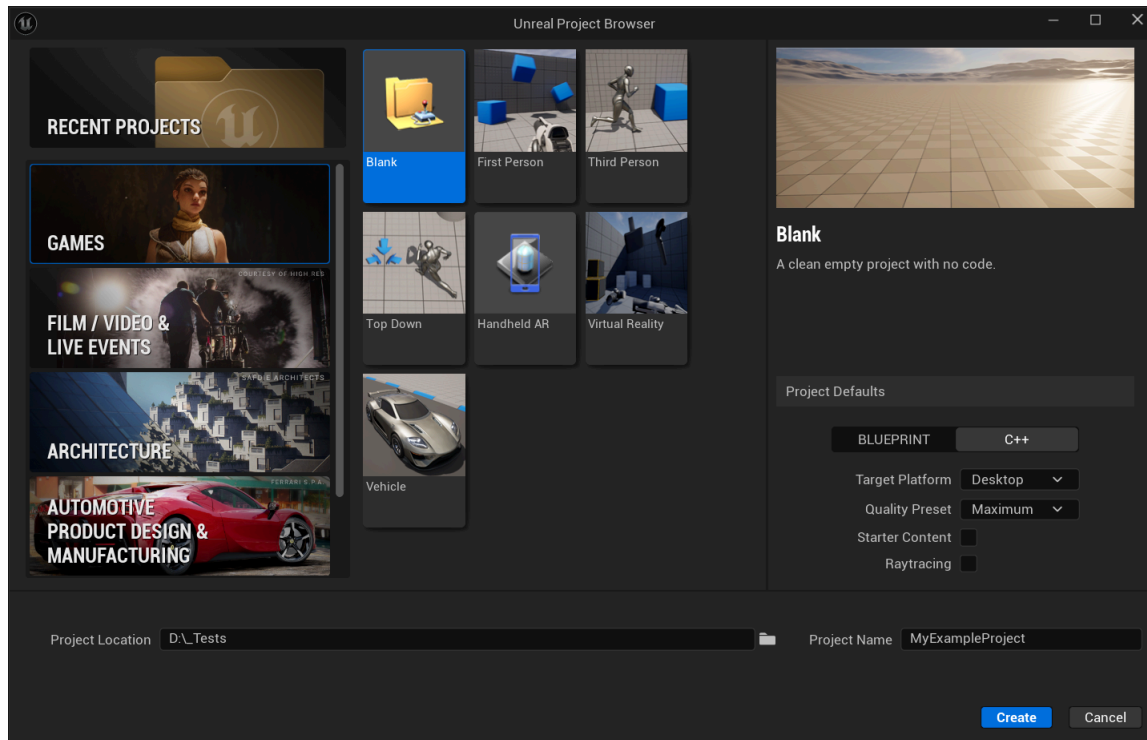 Unreal Project Browser
RECENT PROJECTS
GAMES
COURTESY OF HIGH RES
FILM / VIDEO &
LIVE EVENTS
SAFDIE ARCHITECTS
ARCHITECTURE
FERRARI S.P.A.
AUTOMOTIVE
PRODUCT DESIGN &
MANUFACTURING
Blank
First Person
Third Person
Top Down
Handheld AR
Virtual Reality
Vehicle
Blank
A clean empty project with no code.
Project Defaults
BLUEPRINT C++
Target Platform Desktop
Quality Preset Maximum
Starter Content
Raytracing
Project Location D:\_Tests
Project Name MyExampleProject
Create Cancel